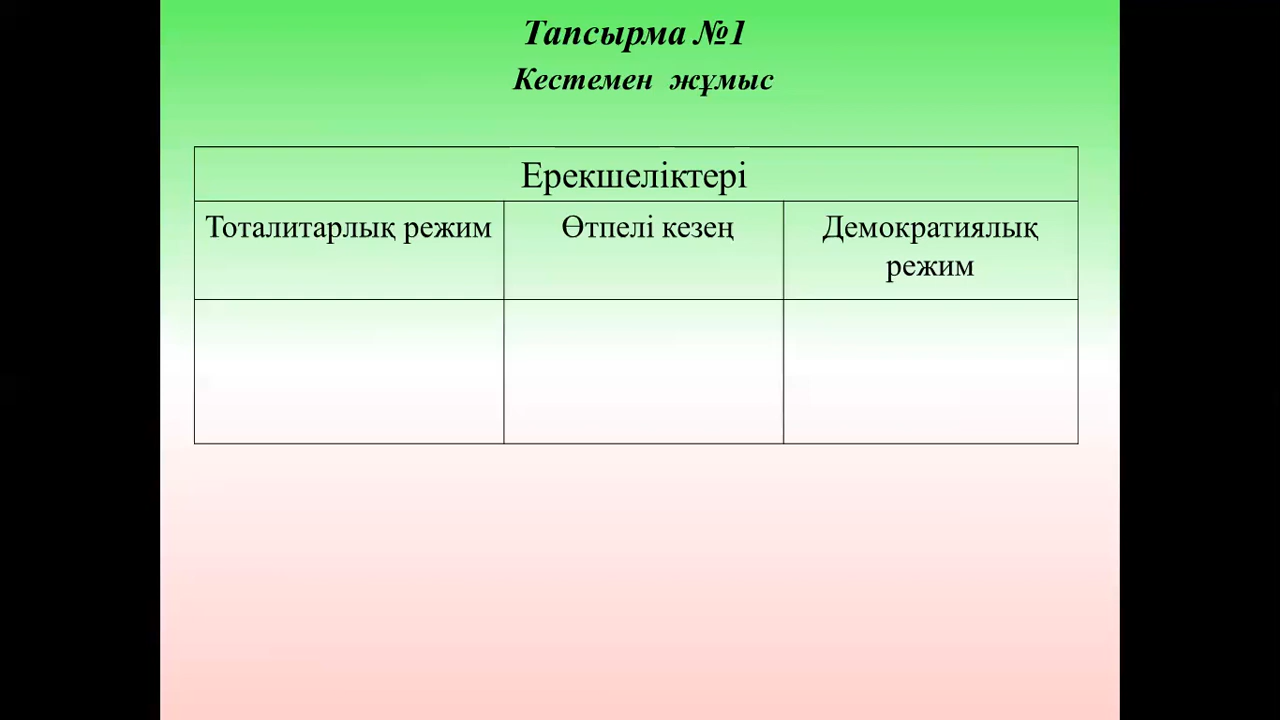 Тапсырма №1
Кестемен жұмыс
Ерекшеліктері
Тоталитарлық режим
Өтпелі кезең
Демократиялық
режим